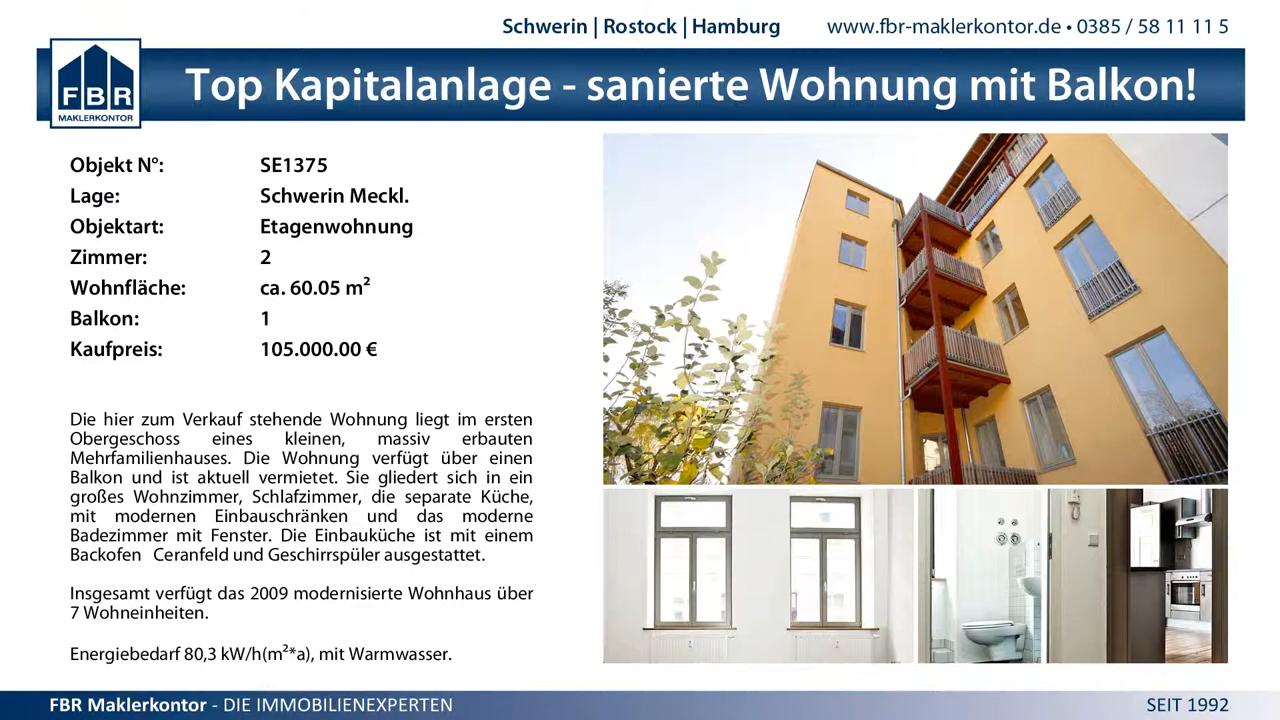 Schwerin | Rostock | Hamburg www.fbr-maklerkontor.de • 0385 / 58 11 11 5
FBR
MAKLERKONTOR
Top Kapitalanlage - sanierte Wohnung mit Balkon!
Objekt N°: SE1375
Lage: Schwerin Meckl.
Objektart: Etagenwohnung
Zimmer: 2
Wohnfläche: ca. 60.05 m²
Balkon: 1
Kaufpreis: 105.000.00 €
Die hier zum Verkauf stehende Wohnung liegt im ersten
Obergeschoss eines kleinen, massiv erbauten
Mehrfamilienhauses. Die Wohnung verfügt über einen
Balkon und ist aktuell vermietet. Sie gliedert sich in ein
großes Wohnzimmer, Schlafzimmer, die separate Küche,
mit modernen Einbauschränken und das moderne
Badezimmer mit Fenster. Die Einbauküche ist mit einem
Backofen Ceranfeld und Geschirrspüler ausgestattet.
Insgesamt verfügt das 2009 modernisierte Wohnhaus über
7 Wohneinheiten.
Energiebedarf 80,3 kW/h(m²*a), mit Warmwasser.
FBR Maklerkontor - DIE IMMOBILIENEXPERTEN SEIT 1992